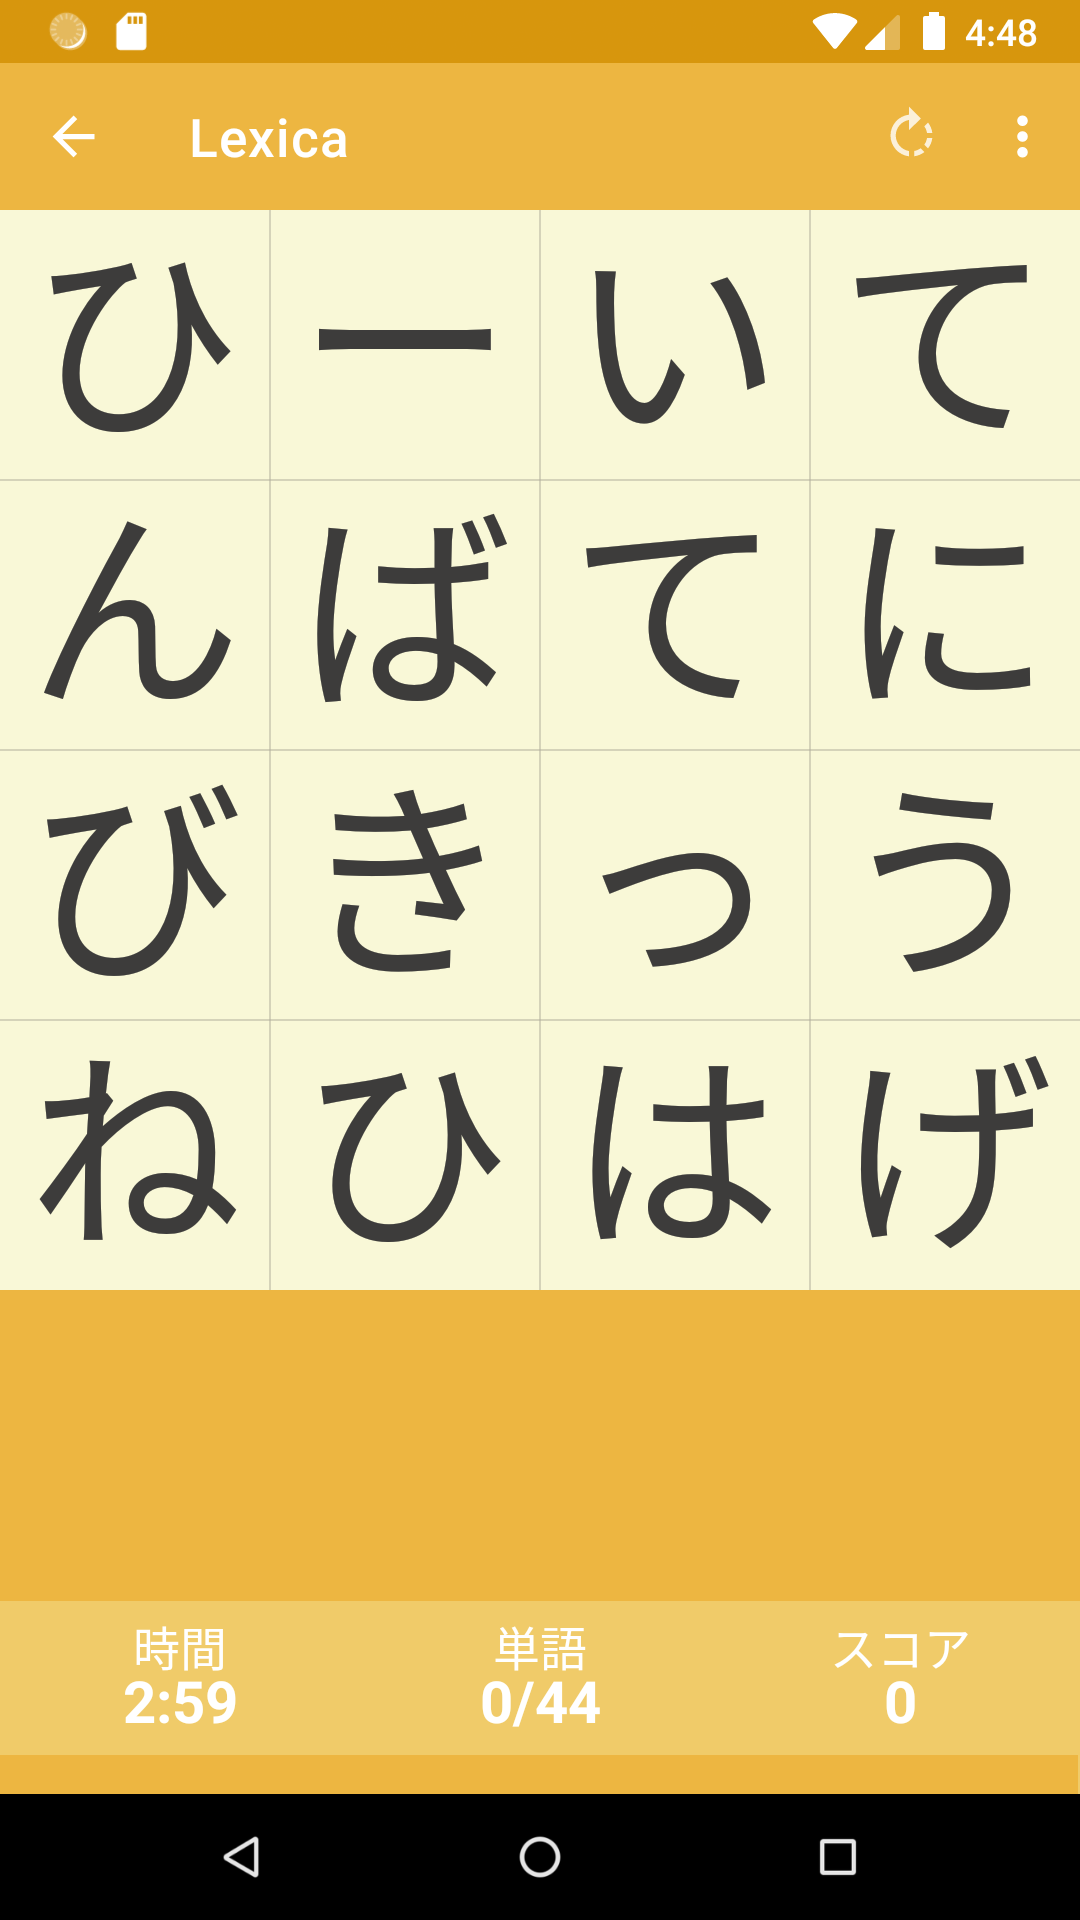 4:48
Lexica
ひ ー い て
ん ば て に
び き っ う
ね ひ は げ
時間 単語 スコア
2:59 0/44 0